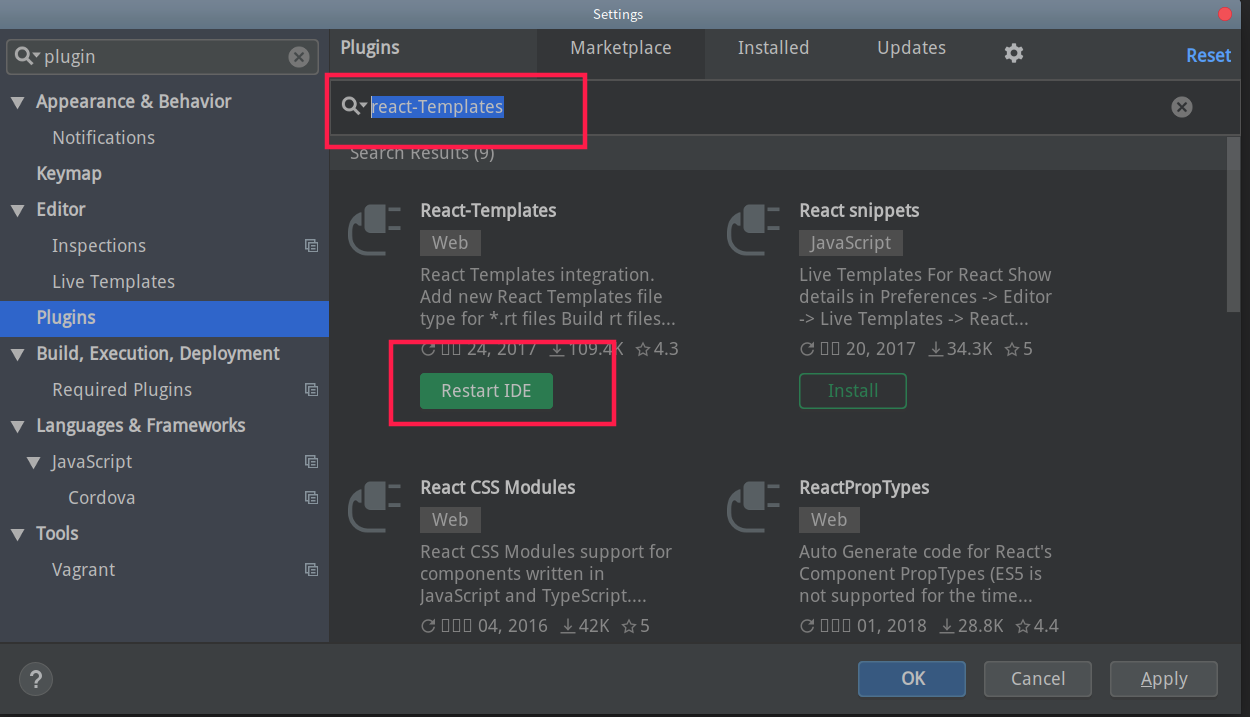 Settings
plugin
Appearance & Behavior
Notifications
Keymap
Editor
Inspections
Live Templates
Plugins
Build, Execution, Deployment
Required Plugins
Languages & Frameworks
JavaScript
Cordova
Tools
Vagrant
Plugins
Marketplace
Installed
Updates
Reset
react-Templates
Search Results (9)
React-Templates
Web
React Templates integration.
Add new React Templates file
type for *.rt files Build rt files...
24, 2017 109.4K 4.3
Restart IDE
React snippets
JavaScript
Live Templates For React Show
details in Preferences -> Editor
-> Live Templates -> React...
20, 2017 34.3K 5
Install
React CSS Modules
Web
React CSS Modules support for
components written in
JavaScript and TypeScript....
04, 2016 42K 5
ReactPropTypes
Web
Auto Generate code for React's
Component PropTypes (ES5 is
not supported for the time...
01, 2018 28.8K 4.4
?
OK
Cancel
Apply